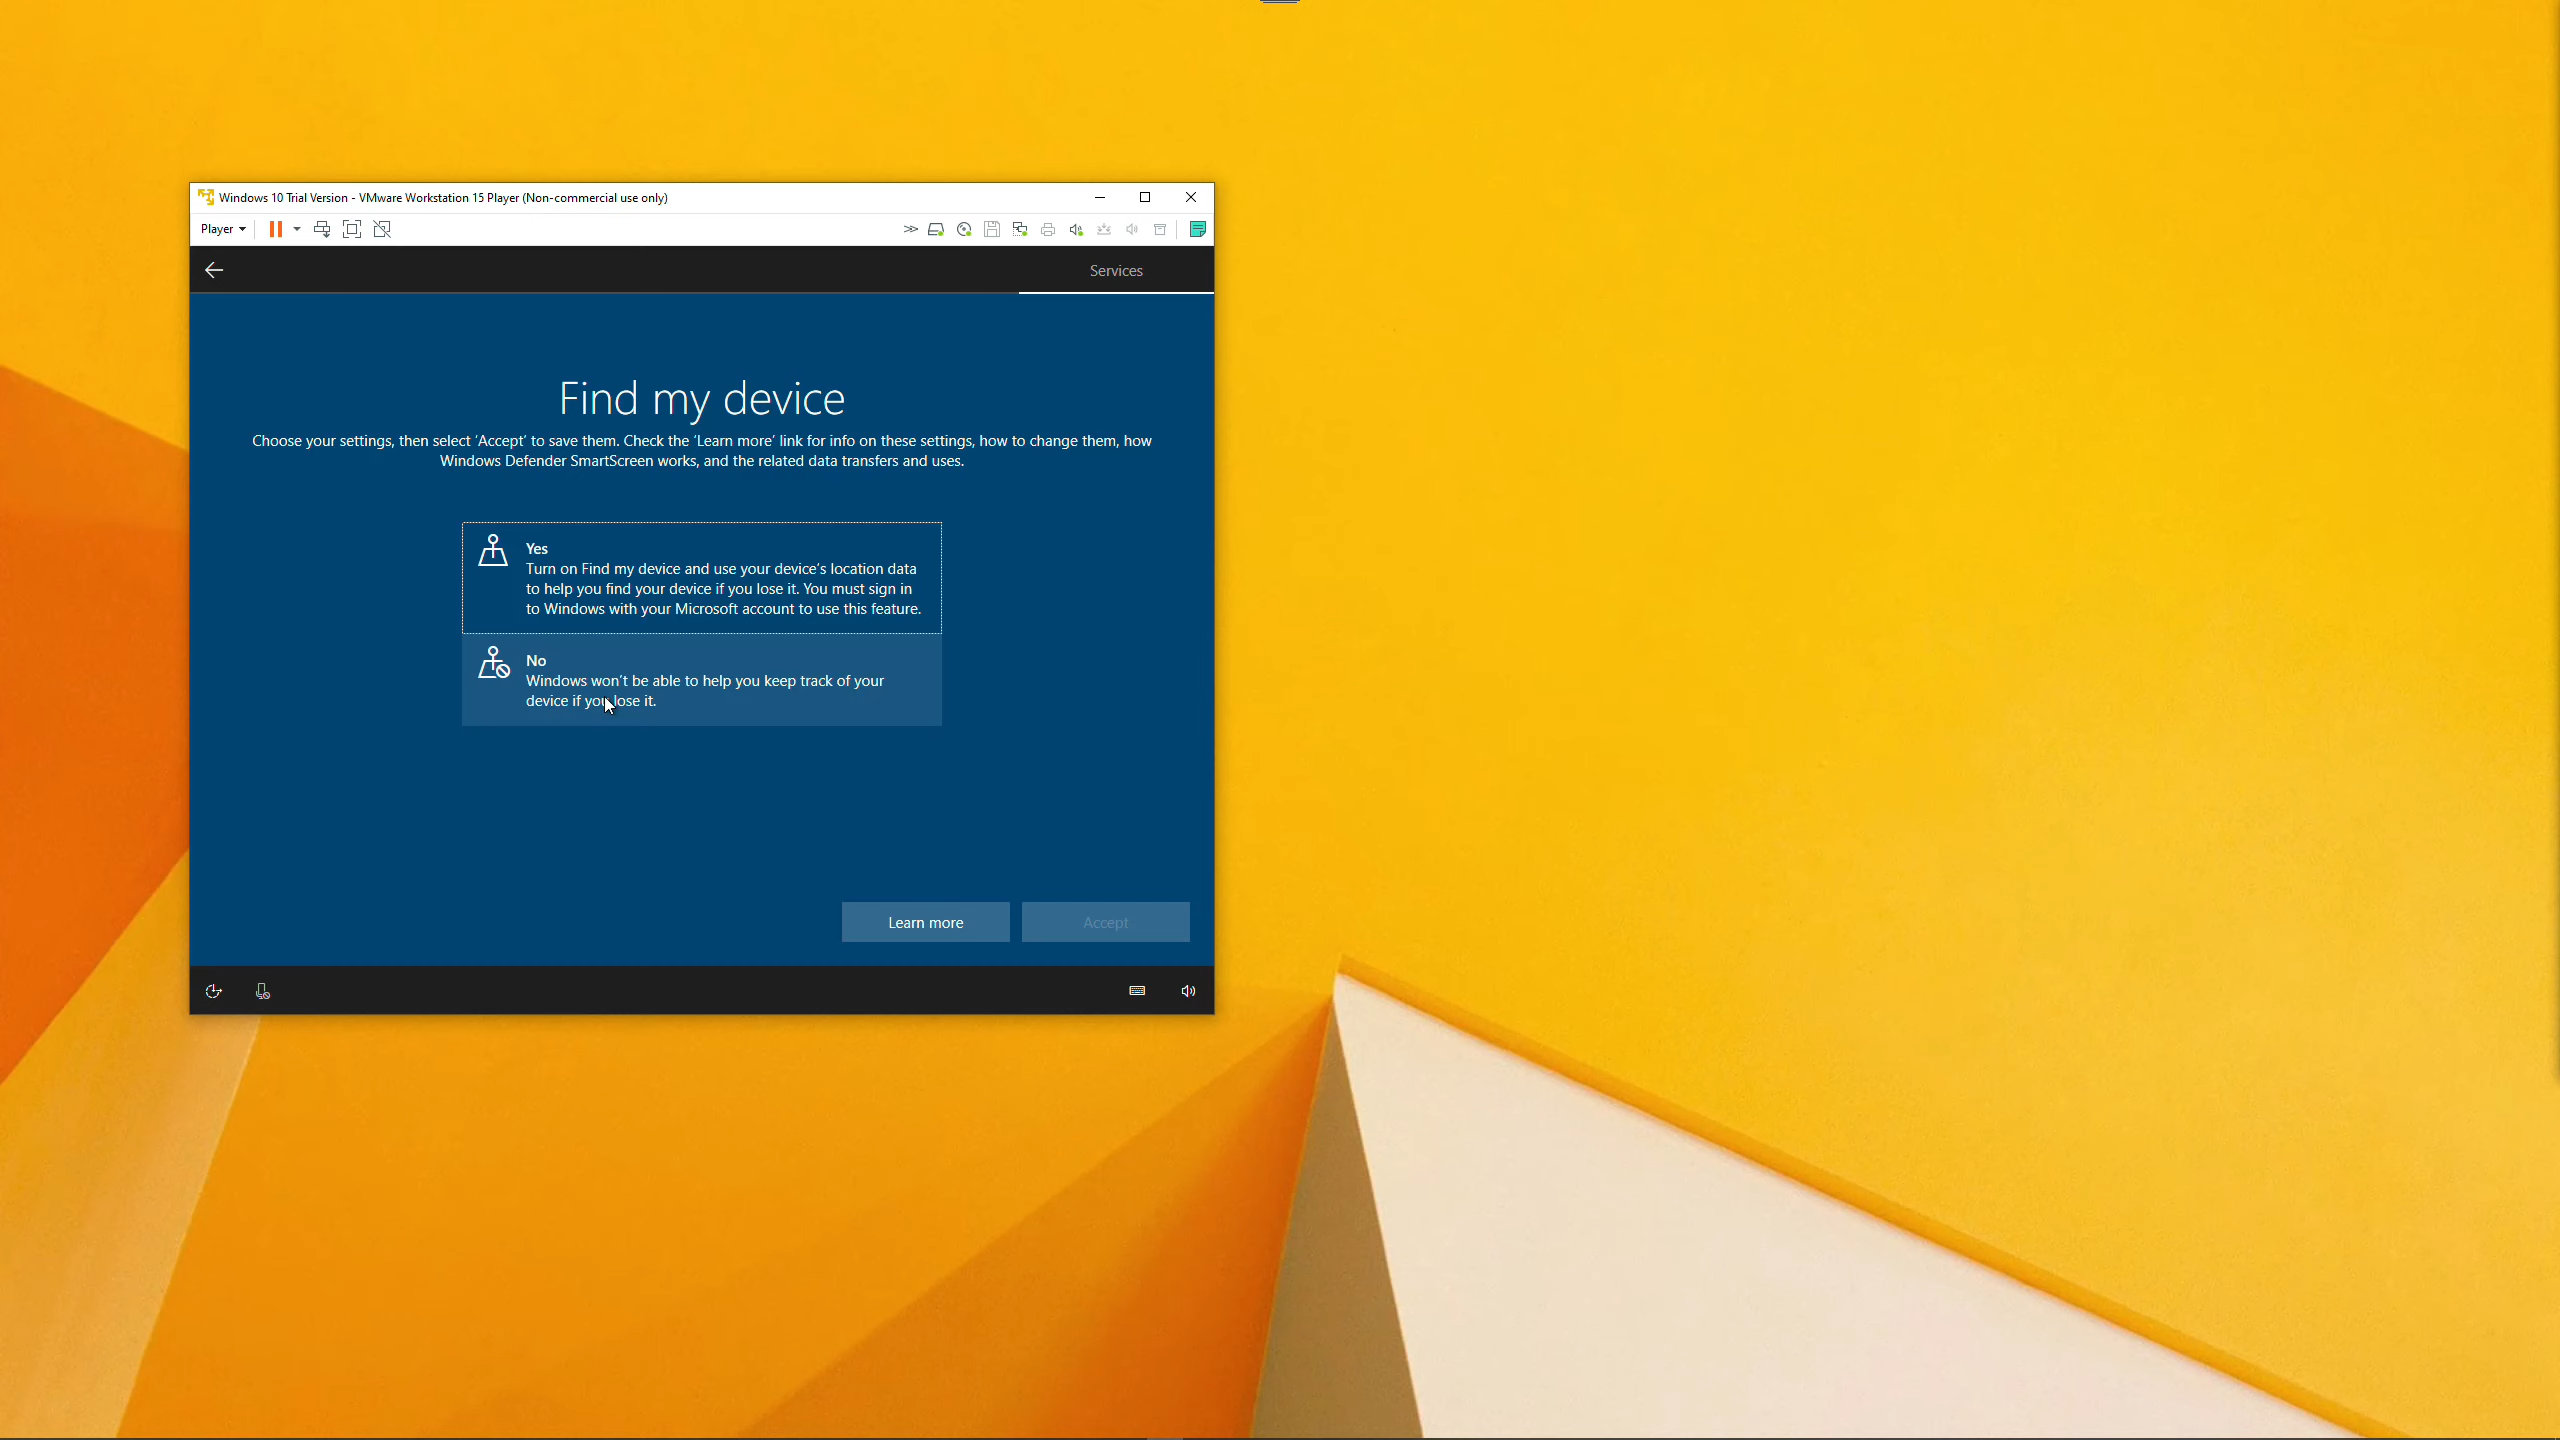 Windows 10 Trial Version - VMware Workstation 15 Player (Non-commercial use only)
Player
Services
Find my device
Choose your settings, then select ‘Accept’ to save them. Check the ‘Learn more’ link for info on these settings, how to change them, how
Windows Defender SmartScreen works, and the related data transfers and uses.
Yes
Turn on Find my device and use your device’s location data
to help you find your device if you lose it. You must sign in
to Windows with your Microsoft account to use this feature.
No
Windows won’t be able to help you keep track of your
device if you lose it.
Learn more
Accept